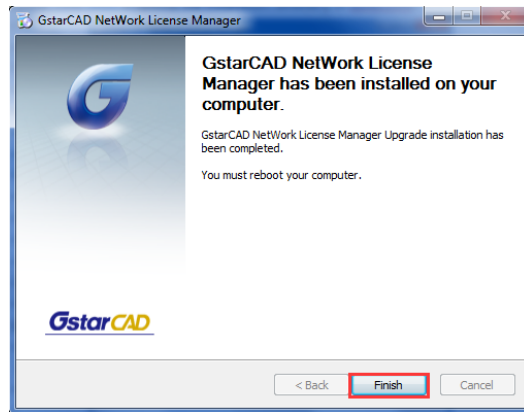 GstarCAD NetWork License Manager
GstarCAD NetWork License
Manager has been installed on your
computer.
GstarCAD NetWork License Manager Upgrade installation has
been completed.
You must reboot your computer.
GstarCAD
< Back Finish Cancel